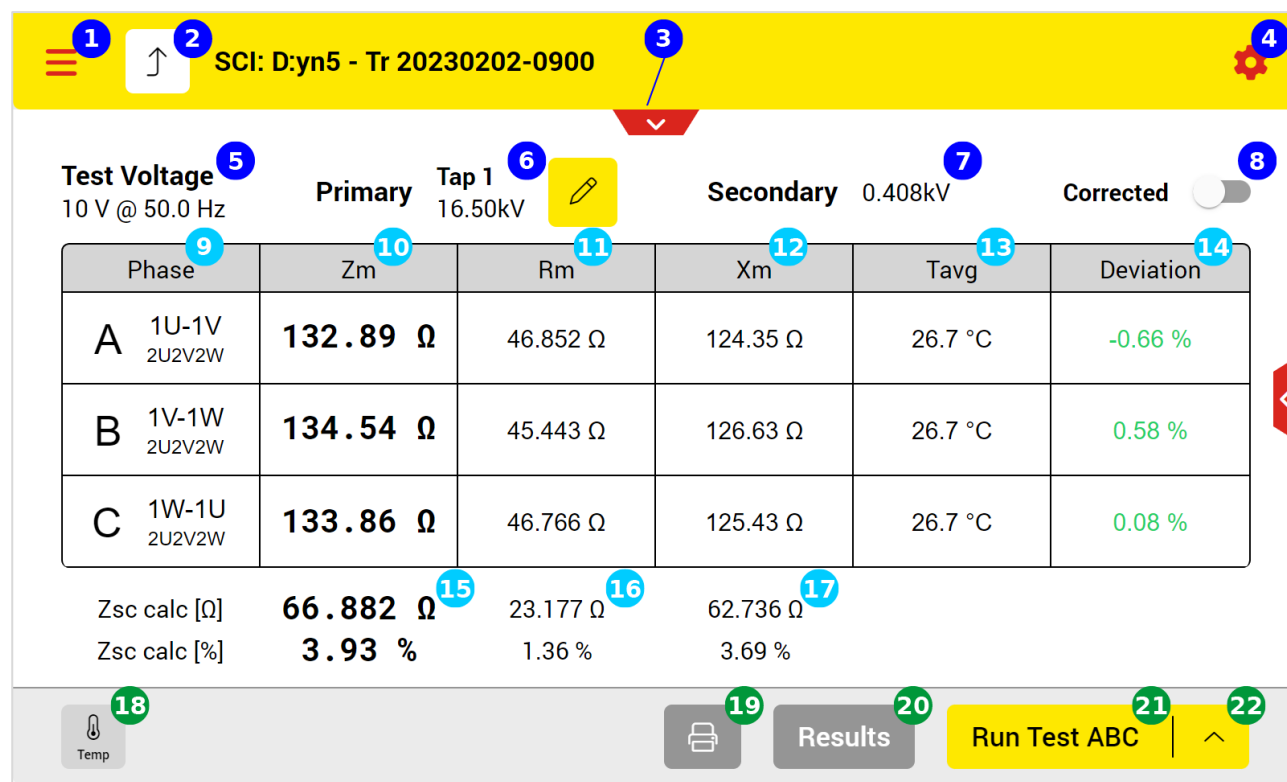 1 2 SCI: D:yn5 - Tr 20230202-0900 3 4
Test Voltage 5
10 V @ 50.0 Hz
Primary
Tap 1 6
16.50kV
Secondary 0.408kV 7
Corrected 8
Phase 9 Zm 10 Rm 11 Xm 12 Tavg 13 Deviation 14
A 1U-1V 132.89 Ω 46.852 Ω 124.35 Ω 26.7 °C -0.66 %
2U2V2W
B 1V-1W 134.54 Ω 45.443 Ω 126.63 Ω 26.7 °C 0.58 %
2U2V2W
C 1W-1U 133.86 Ω 46.766 Ω 125.43 Ω 26.7 °C 0.08 %
2U2V2W
Zsc calc [Ω] 66.882 Ω 15 23.177 Ω 16 62.736 Ω 17
Zsc calc [%] 3.93 % 1.36 % 3.69 %
Temp 18 19 Results 20 Run Test ABC 21 22